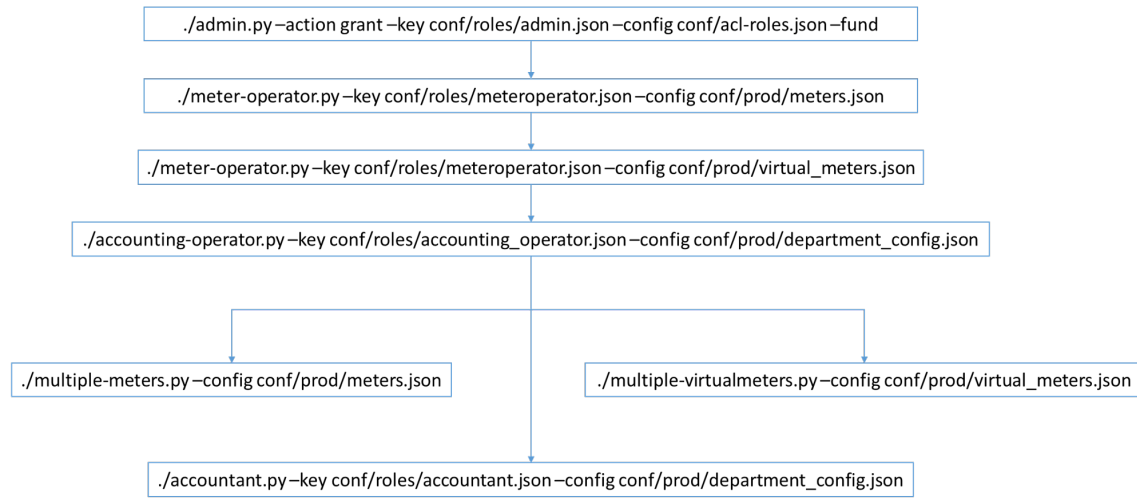 ./admin.py –action grant –key conf/roles/admin.json –config conf/acl-roles.json –fund
./meter-operator.py –key conf/roles/meteroperator.json –config conf/prod/meters.json
./meter-operator.py –key conf/roles/meteroperator.json –config conf/prod/virtual_meters.json
./accounting-operator.py –key conf/roles/accounting_operator.json –config conf/prod/department_config.json
./multiple-meters.py –config conf/prod/meters.json
./multiple-virtualmeters.py –config conf/prod/virtual_meters.json
./accountant.py –key conf/roles/accountant.json –config conf/prod/department_config.json